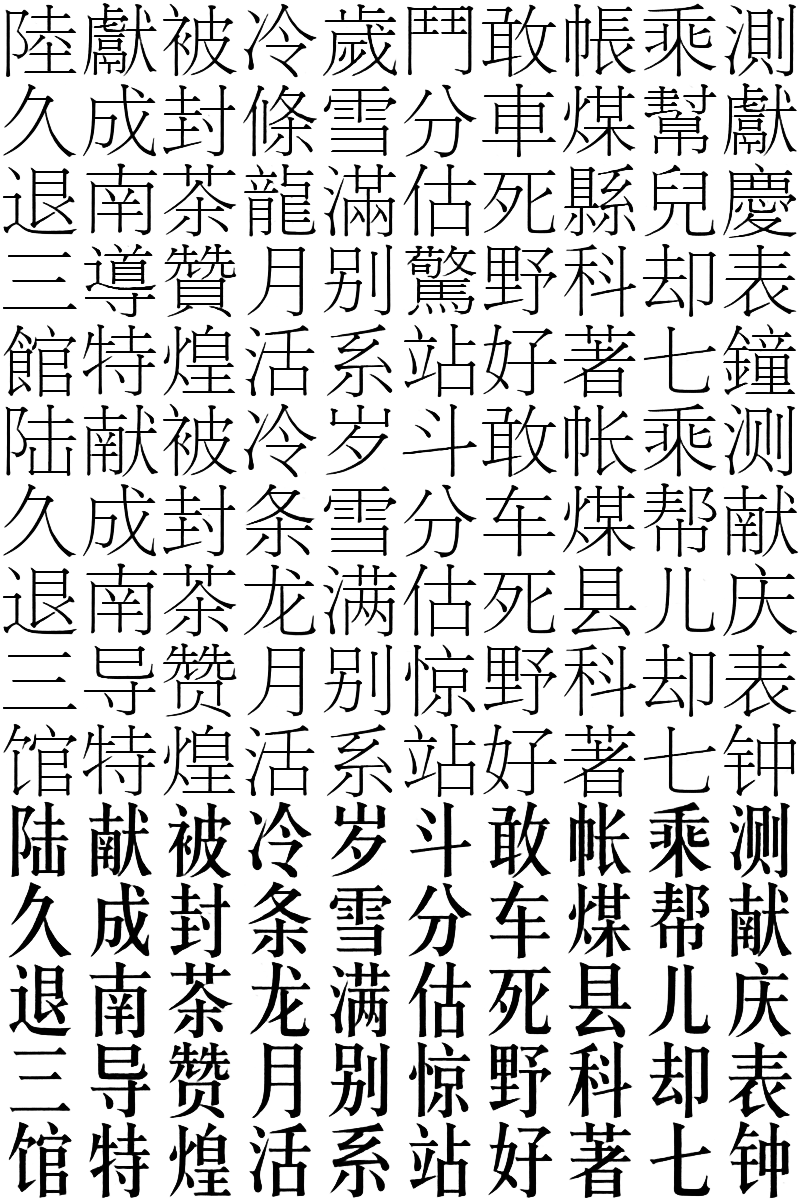 陸獻被冷歲鬥敢帳乘測
久成封條雪分車煤幫獻
退南茶龍滿估死縣兒慶
三導贊月别驚野科却表
館特煌活系站好著七鐘
陆献被冷岁斗敢帐乘测
久成封条雪分车煤帮献
退南茶龙满估死县儿庆
三导赞月别惊野科却表
馆特煌活系站好著七钟
陆献被冷岁斗敢帐乘测
久成封条雪分车煤帮献
退南茶龙满估死县儿庆
三导赞月别惊野科却表
馆特煌活系站好著七钟